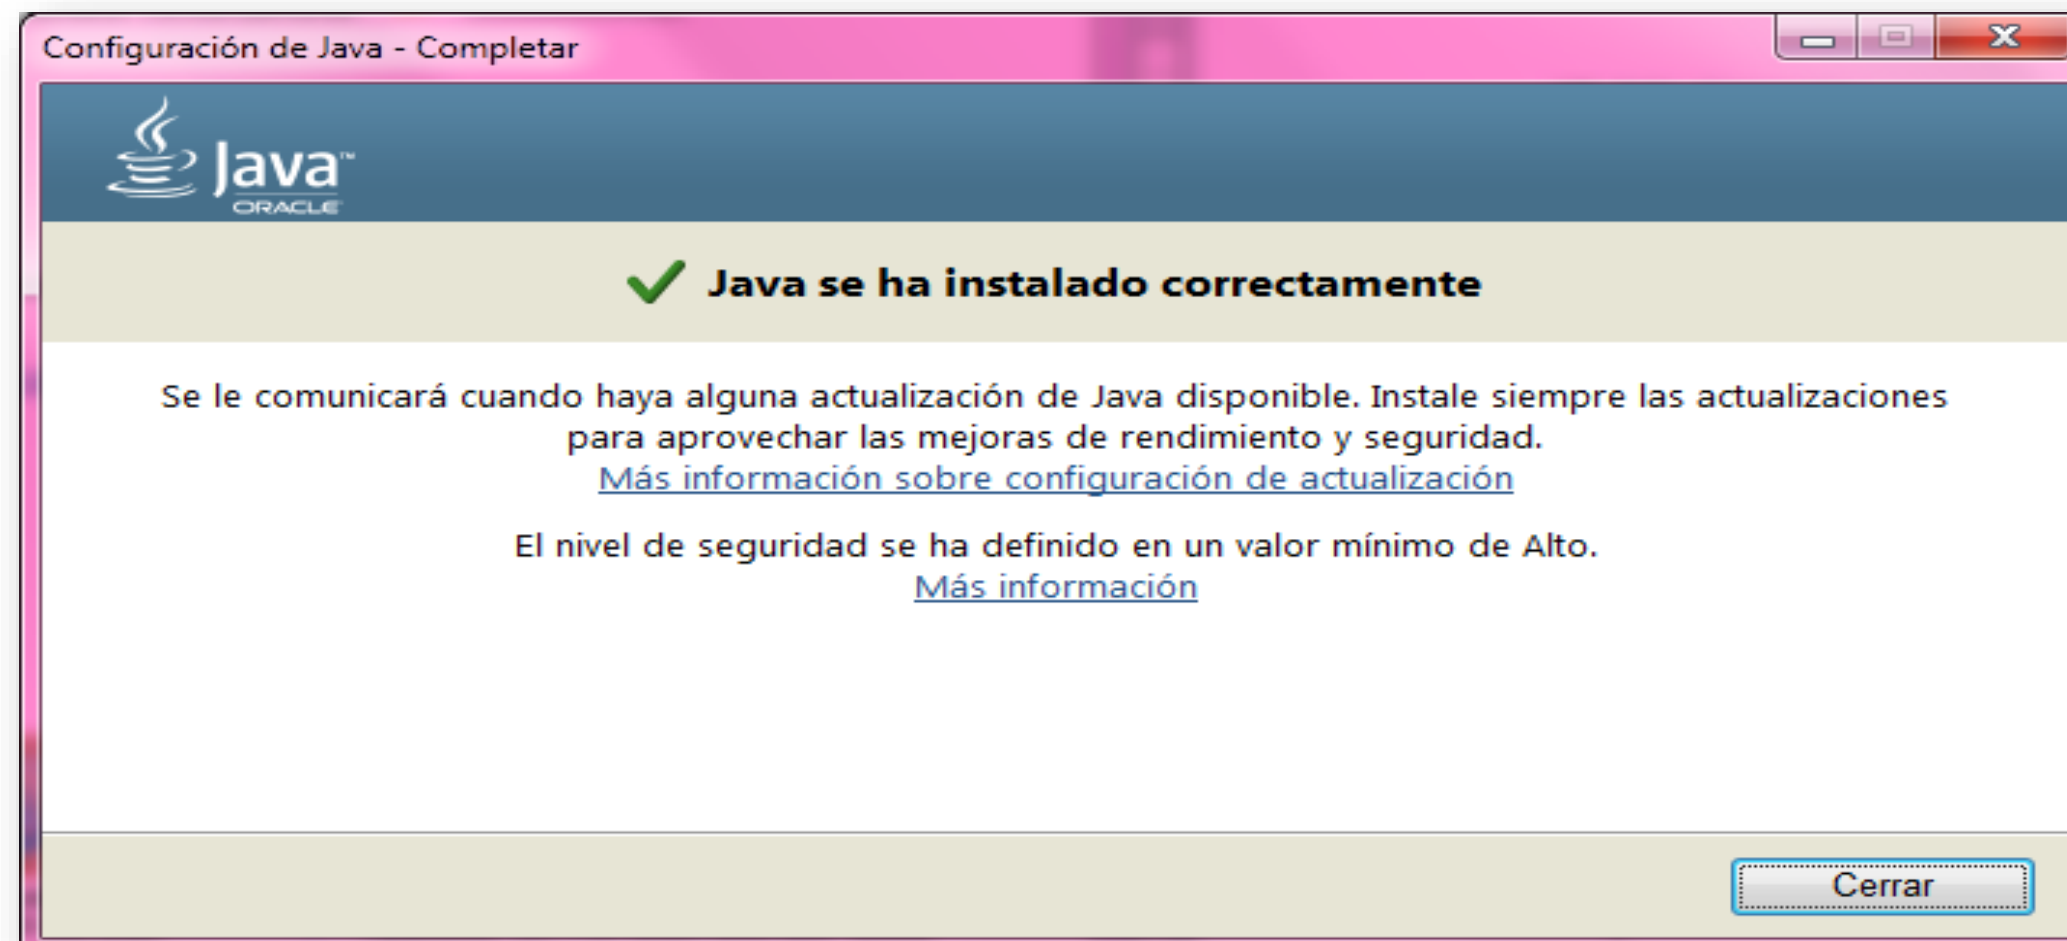 Configuración de Java - Completar
Java™
ORACLE
Java se ha instalado correctamente
Se le comunicará cuando haya alguna actualización de Java disponible. Instale siempre las actualizaciones
para aprovechar las mejoras de rendimiento y seguridad.
Más información sobre configuración de actualización
El nivel de seguridad se ha definido en un valor mínimo de Alto.
Más información
Cerrar